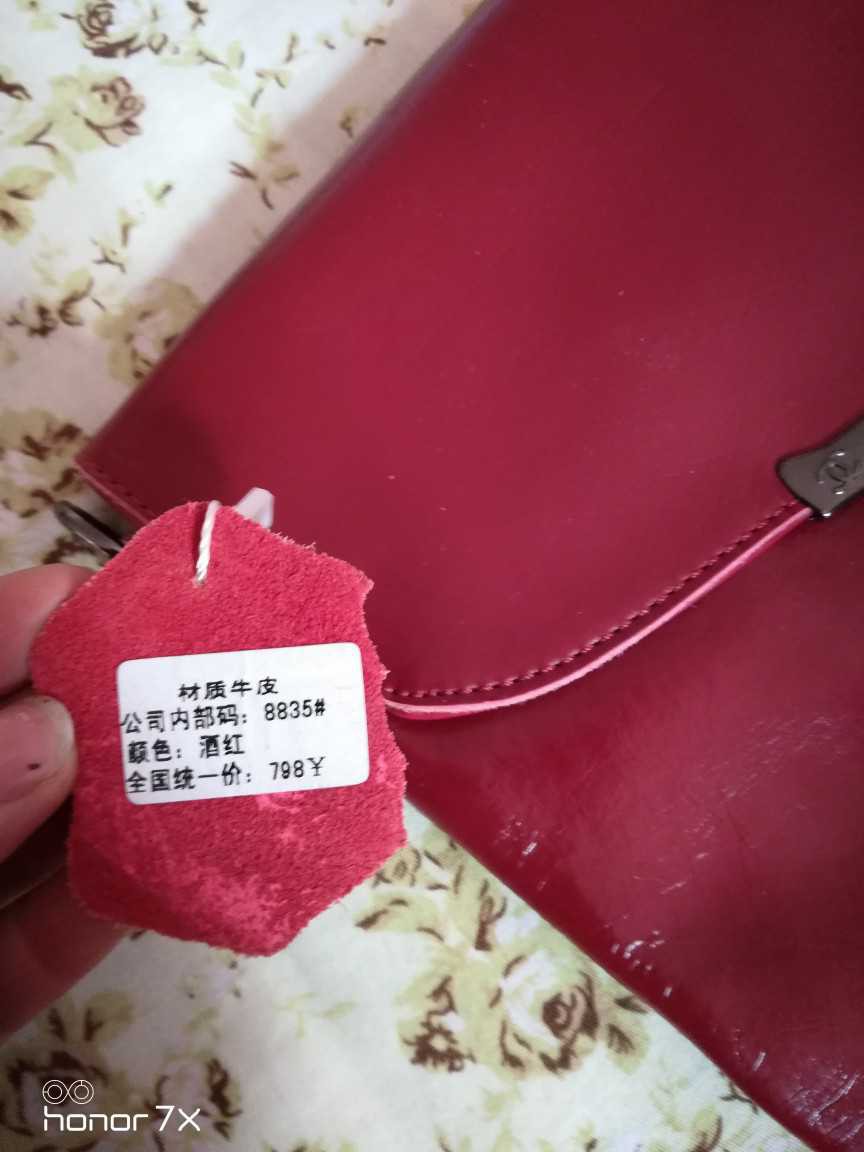 材质牛皮
公司内部码：8835#
颜色：酒红
全国统一价：798￥
honor 7X